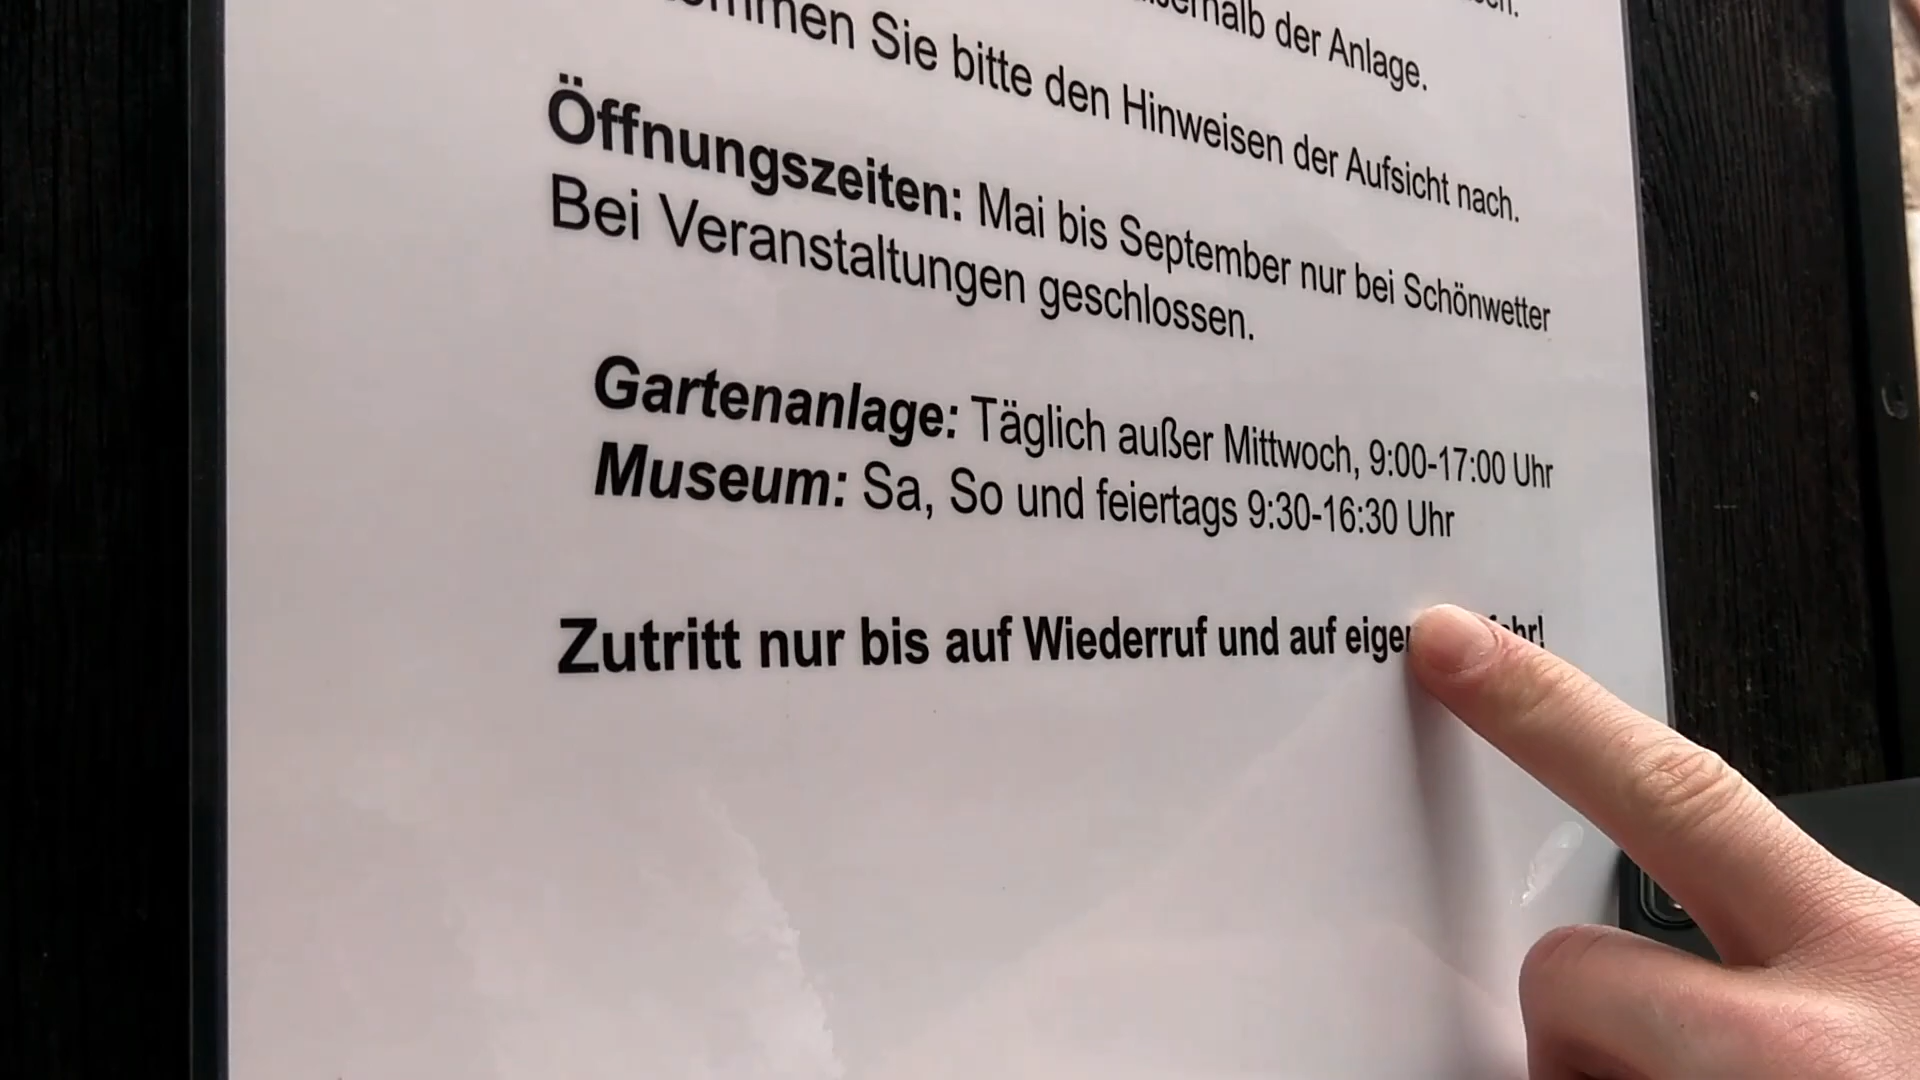 der Anlage.
Sie bitte den Hinweisen der Aufsicht nach.
Öffnungszeiten: Mai bis September nur bei Schönwetter
Bei Veranstaltungen geschlossen.
Gartenanlage: Täglich außer Mittwoch, 9:00-17:00 Uhr
Museum: Sa, So und feiertags 9:30-16:30 Uhr
Zutritt nur bis auf Wiederruf und auf